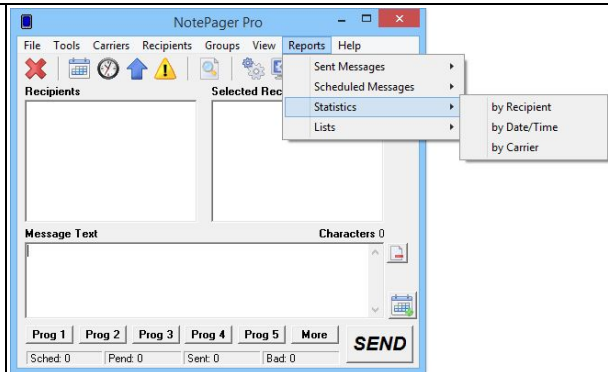 NotePager Pro
File Tools Carriers Recipients Groups View Reports Help
Sent Messages
Scheduled Messages
Statistics
Lists
by Recipient
by Date/Time
by Carrier
Recipients
Selected Rec
Message Text
Characters 0
Prog 1 Prog 2 Prog 3 Prog 4 Prog 5 More
SEND
Sched: 0 Pend: 0 Sent: 0 Bad: 0